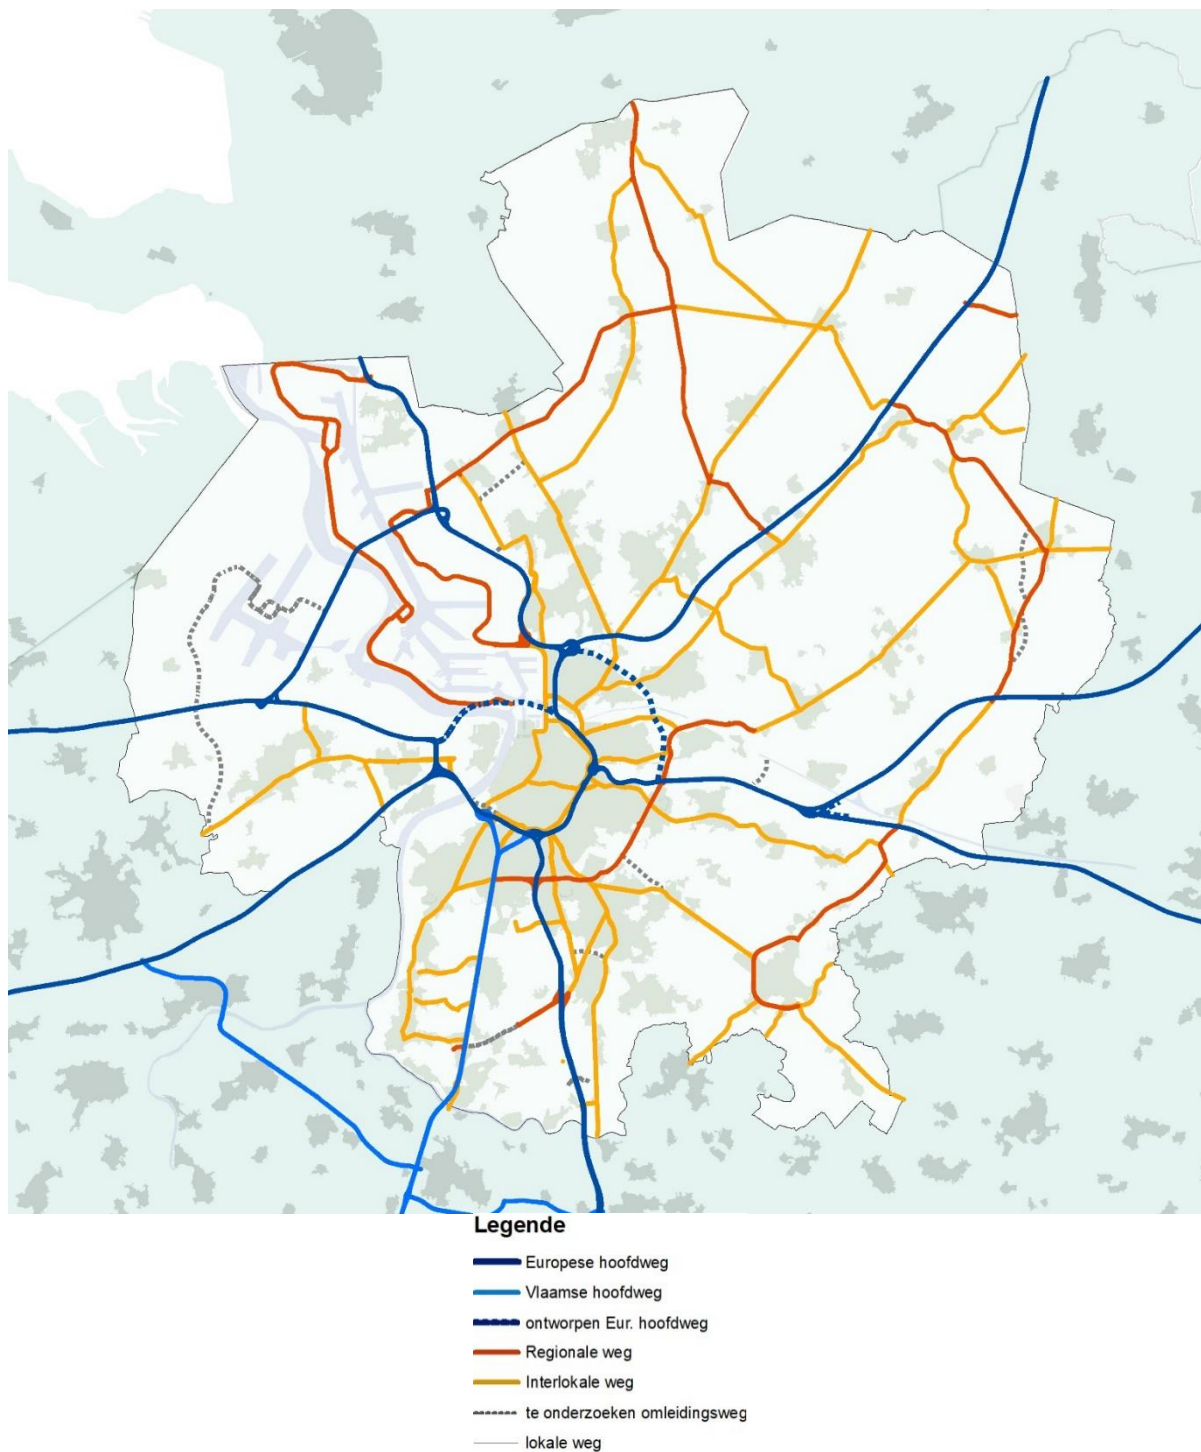 Legende
Europese hoofdweg
Vlaamse hoofdweg
ontworpen Eur. hoofdweg
Regionale weg
Interlokale weg
te onderzoeken omleidingsweg
lokale weg